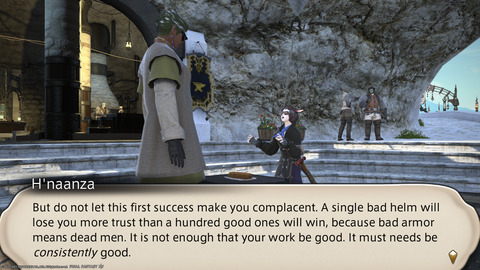 H'naanza
But do not let this first success make you complacent. A single bad helm will
lose you more trust than a hundred good ones will win, because bad armor
means dead men. It is not enough that your work be good. It must needs be
consistently good.